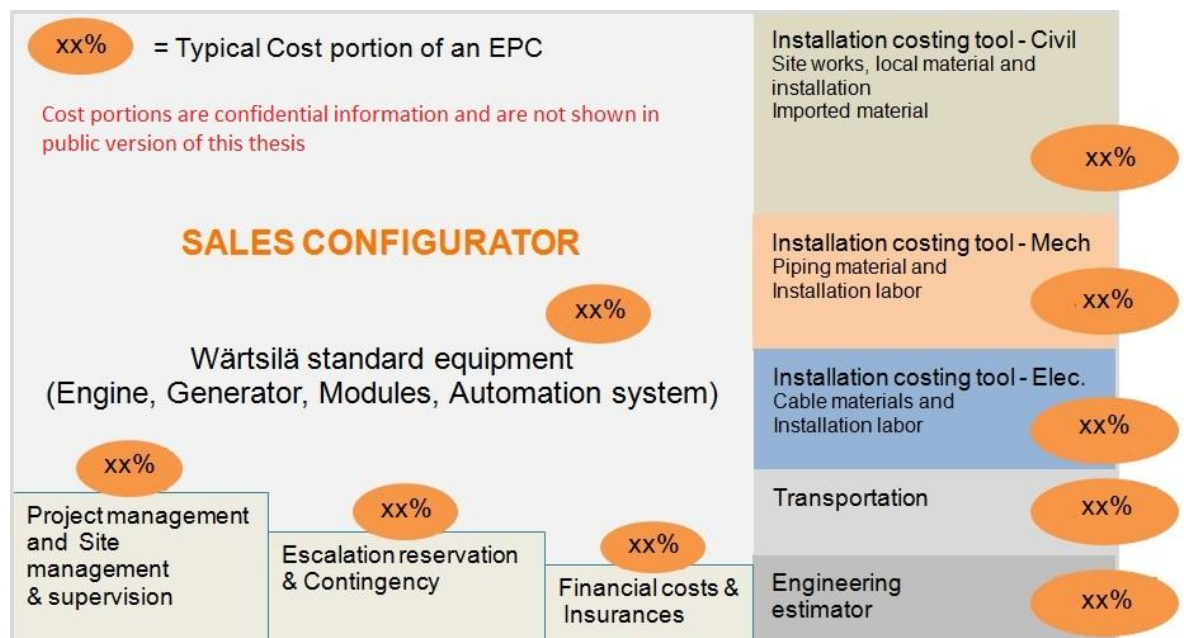 xx%
= Typical Cost portion of an EPC
Cost portions are confidential information and are not shown in
public version of this thesis
SALES CONFIGURATOR
xx%
Wärtsilä standard equipment
(Engine, Generator, Modules, Automation system)
xx%
Project management
and Site
management
& supervision
xx%
Escalation reservation
& Contingency
xx%
Financial costs &
Insurances
Installation costing tool - Civil
Site works, local material and
installation
Imported material
xx%
Installation costing tool - Mech
Piping material and
Installation labor
xx%
Installation costing tool - Elec.
Cable materials and
Installation labor
xx%
Transportation
xx%
Engineering
estimator
xx%